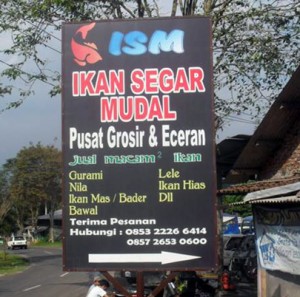 ISM
IKAN SEGAR
MUDAL
Pusat Grosir & Eceran
Jual macam² ikan
Gurami
Nila
Ikan Mas / Bader
Bawal
Lele
Ikan Hias
Dll
Terima Pesanan
Hubungi : 0853 2226 6414
0857 2653 0600